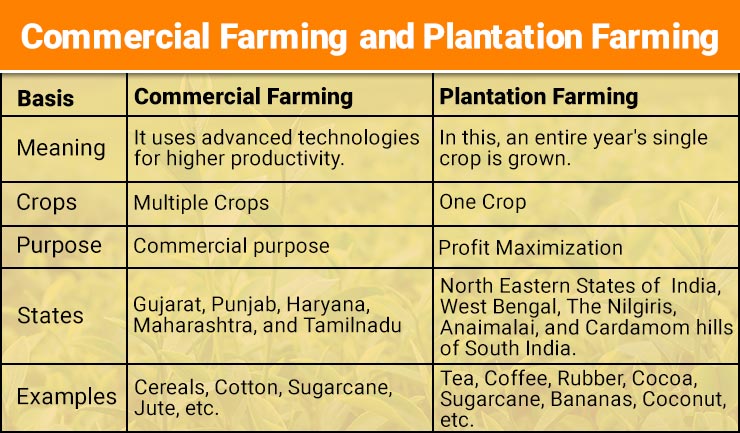 Commercial Farming and Plantation Farming
Basis
Commercial Farming
Plantation Farming
Meaning
It uses advanced technologies
for higher productivity.
In this, an entire year's single
crop is grown.
Crops
Multiple Crops
One Crop
Purpose
Commercial purpose
Profit Maximization
States
Gujarat, Punjab, Haryana,
Maharashtra, and Tamilnadu
North Eastern States of India,
West Bengal, The Nilgiris,
Anaimalai, and Cardamom hills
of South India.
Examples
Cereals, Cotton, Sugarcane,
Jute, etc.
Tea, Coffee, Rubber, Cocoa,
Sugarcane, Bananas, Coconut,
etc.